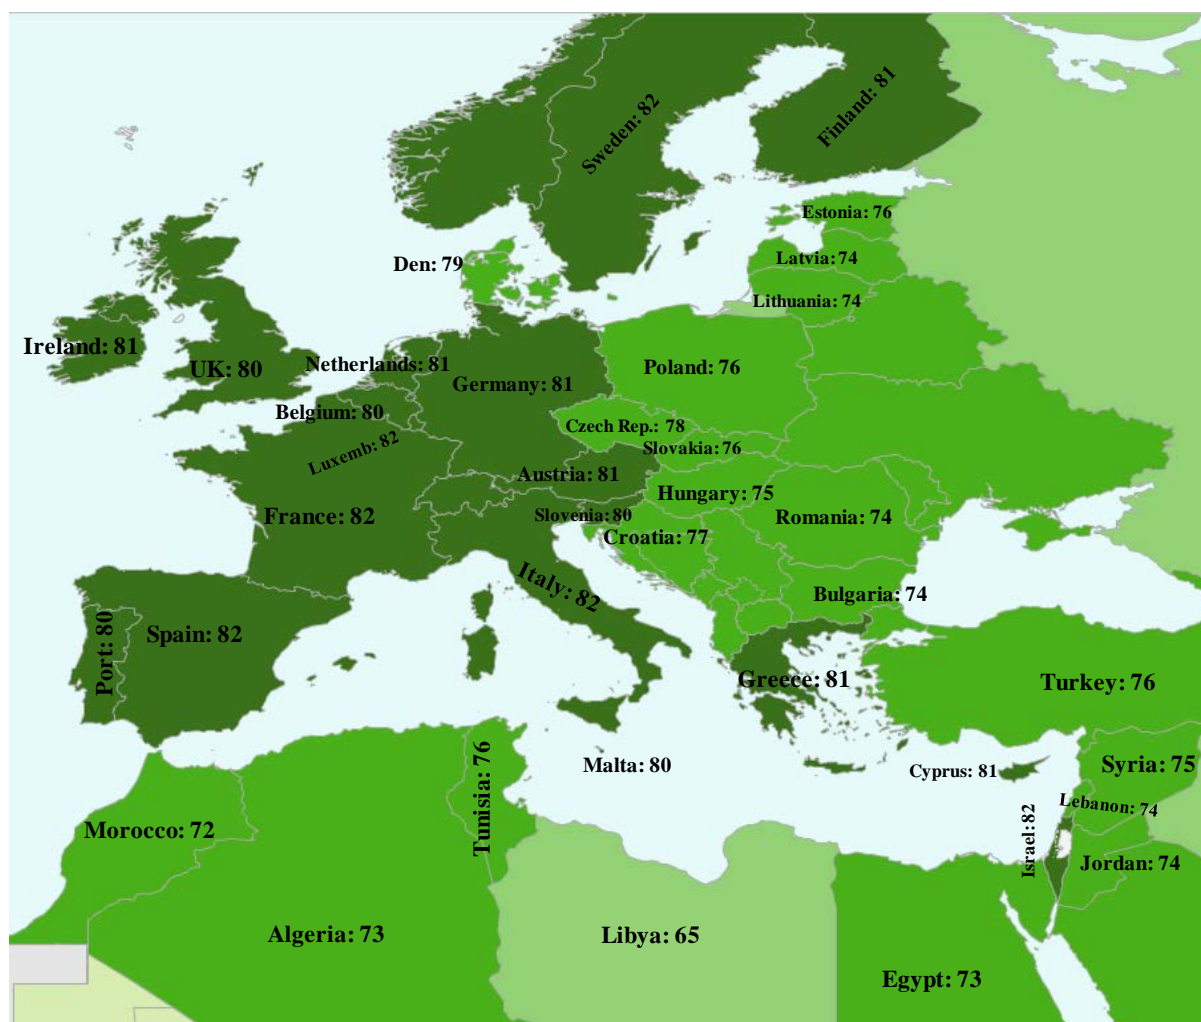 Sweden: 82
Finland: 81
Estonia: 76
Den: 79
Latvia: 74
Lithuania: 74
Ireland: 81
UK: 80
Netherlands: 81
Germany: 81
Poland: 76
Belgium: 80
Czech Rep.: 78
Luxemb: 82
Slovakia: 76
Austria: 81
Hungary: 75
France: 82
Slovenia: 80
Romania: 74
Croatia: 77
Italy: 82
Bulgaria: 74
Port: 80
Spain: 82
Greece: 81
Turkey: 76
Tunisia: 76
Malta: 80
Cyprus: 81
Syria: 75
Lebanon: 74
Morocco: 72
Israel: 82
Jordan: 74
Algeria: 73
Libya: 65
Egypt: 73